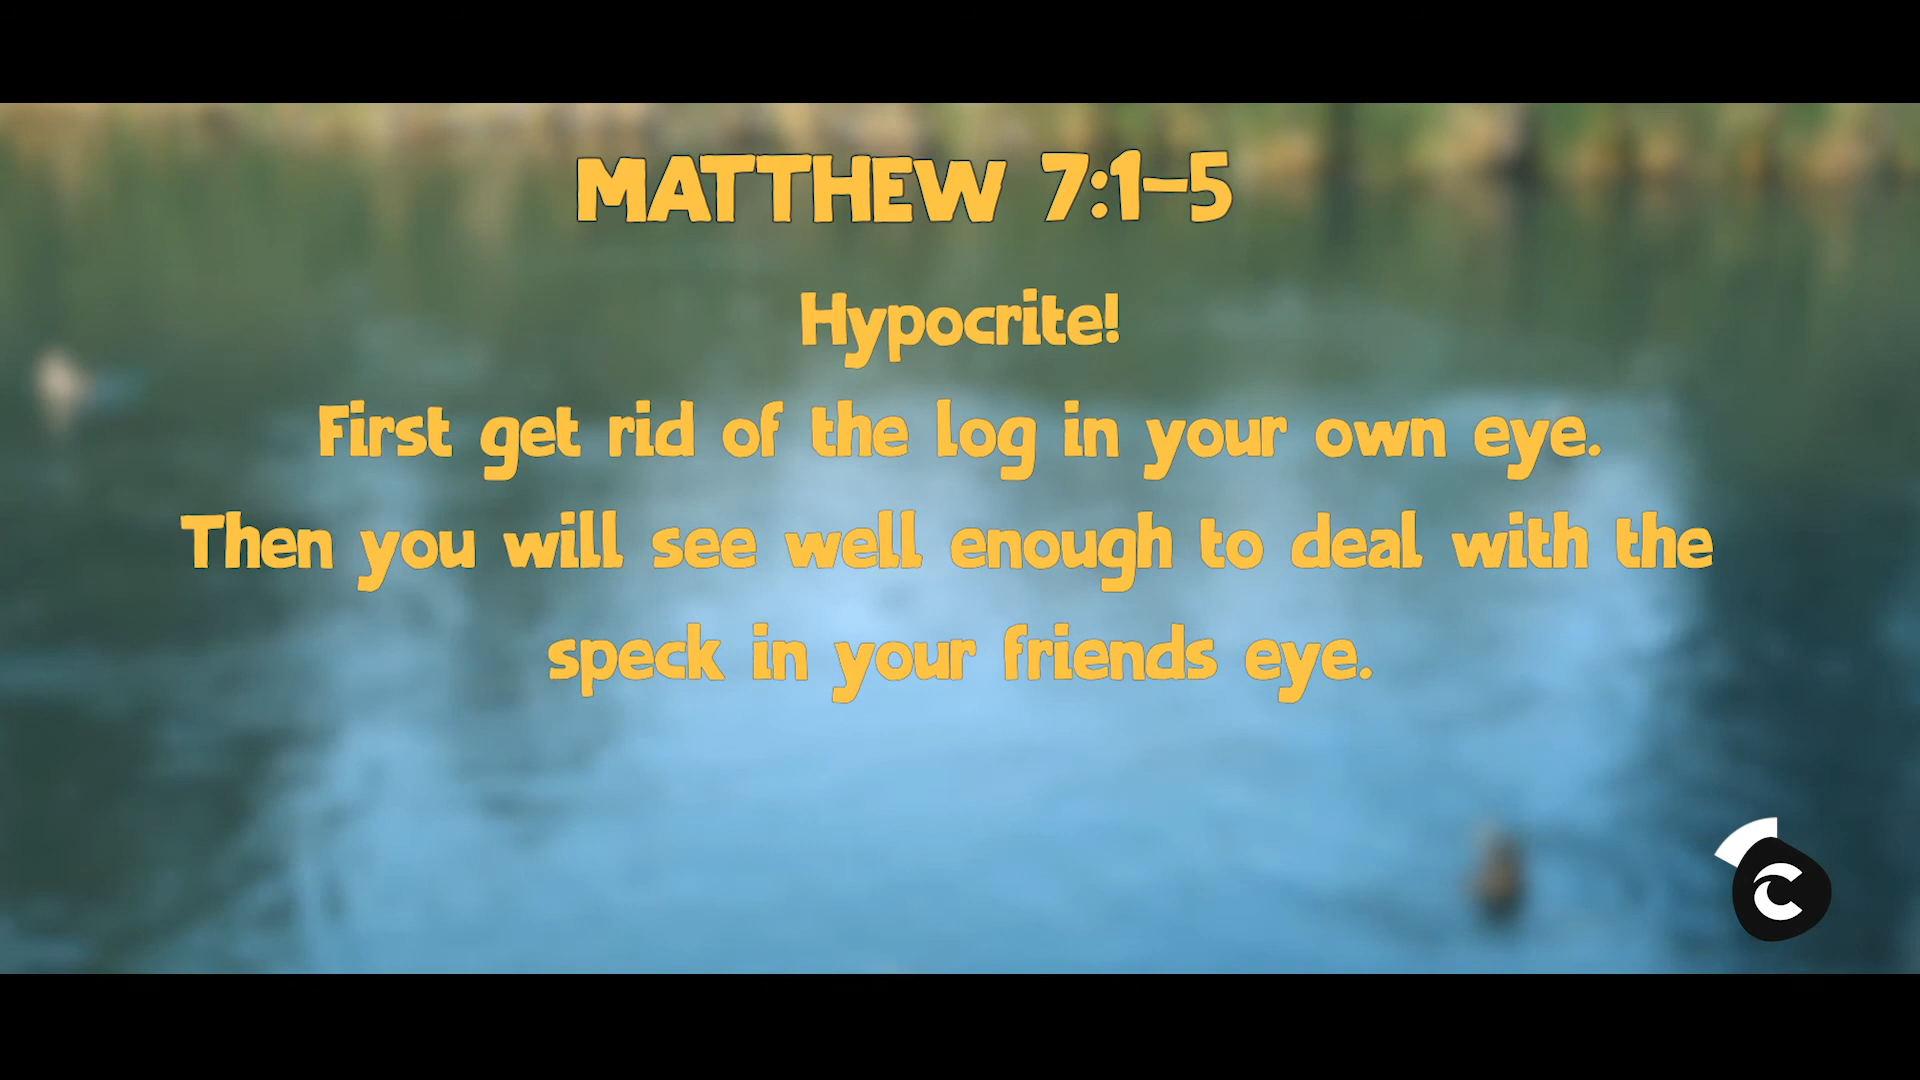 MATTHEW 7:1–5
Hypocrite!
First get rid of the log in your own eye.
Then you will see well enough to deal with the
speck in your friends eye.
C